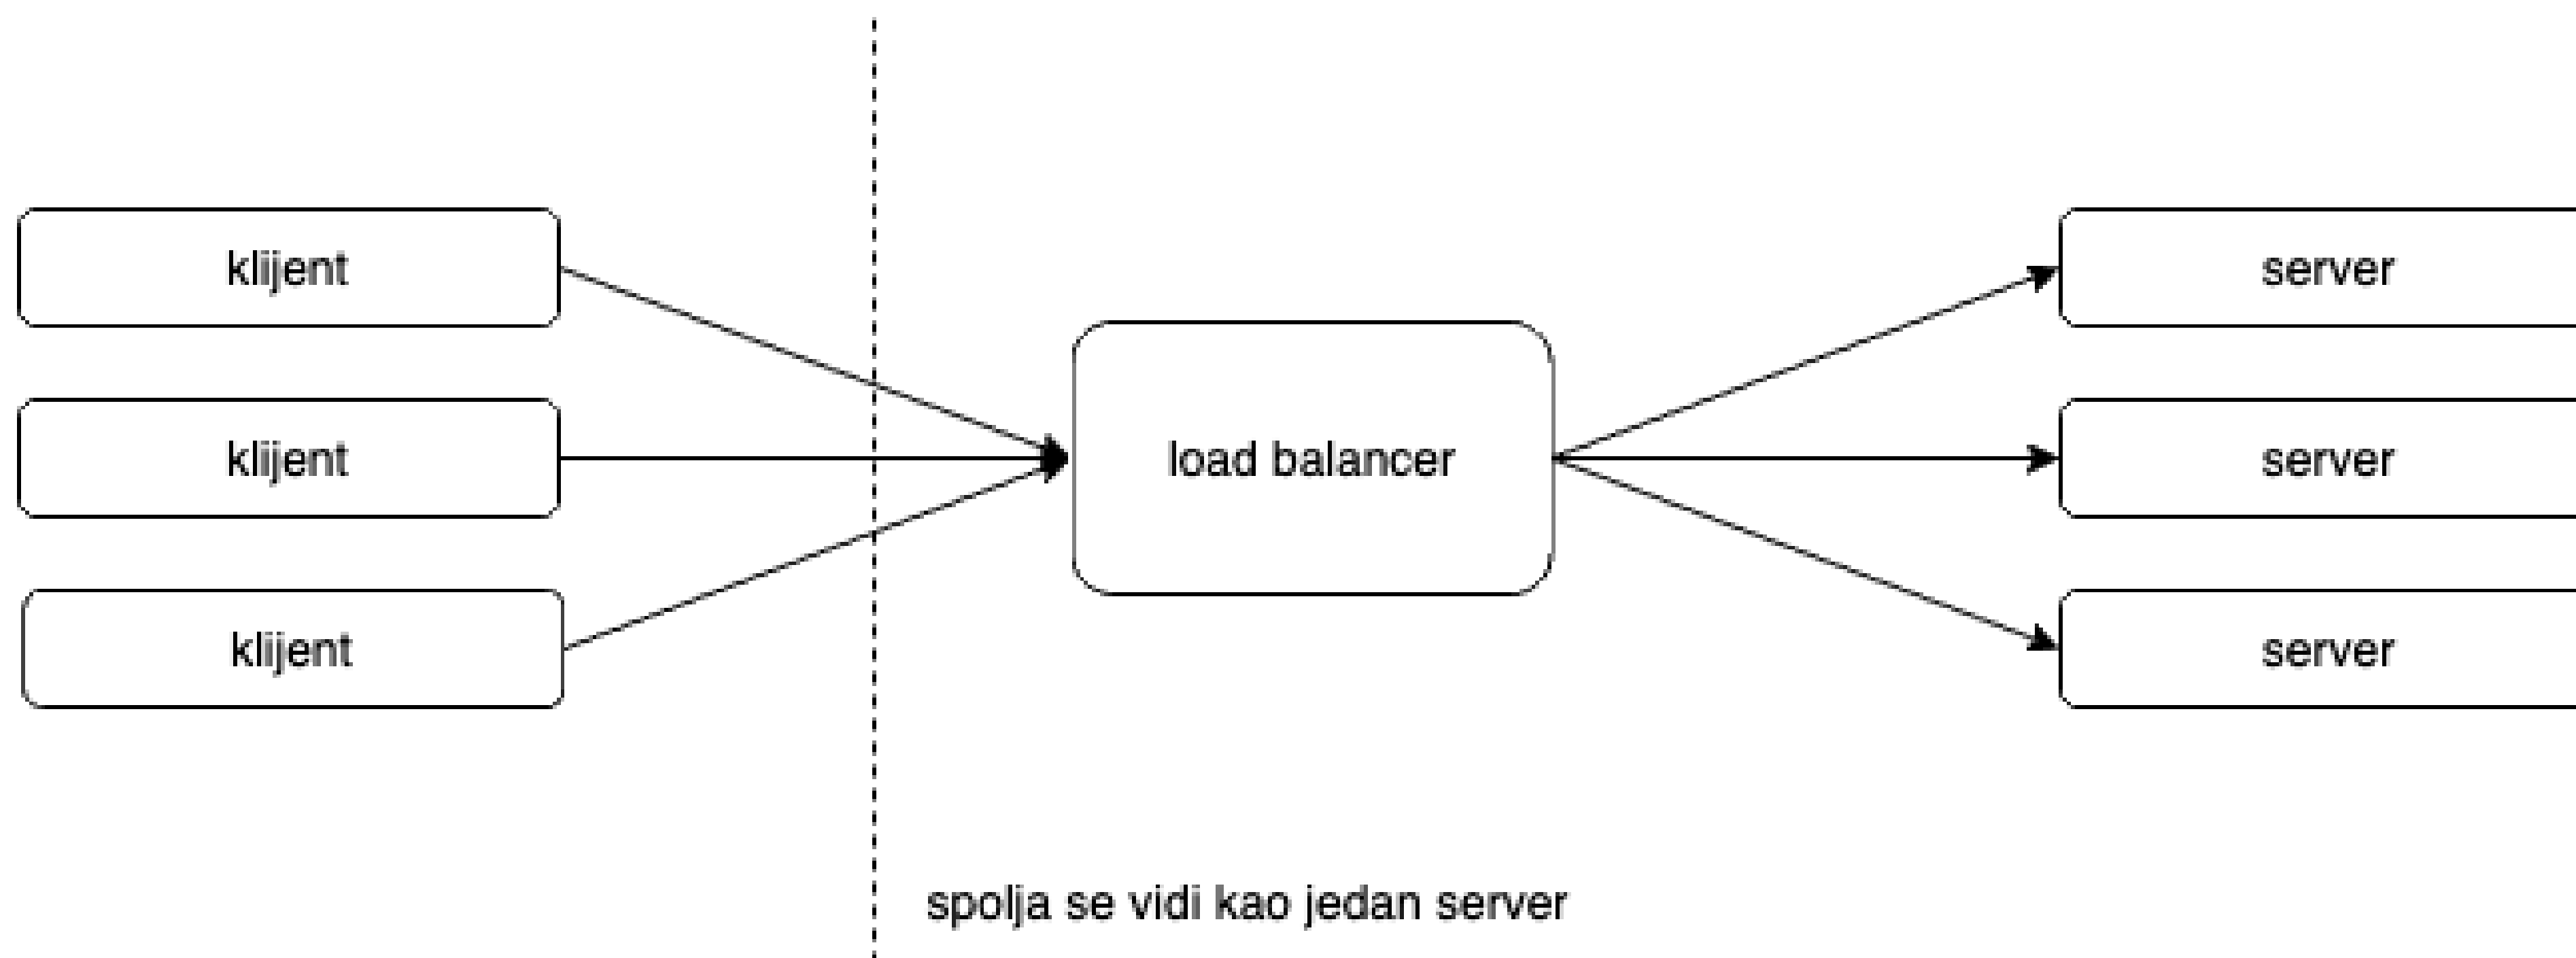 klijent
server
klijent
load balancer
server
klijent
server
spolja se vidi kao jedan server